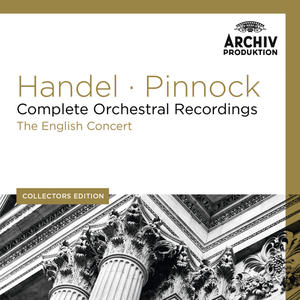 ARCHIV
PRODUKTION
Handel · Pinnock
Complete Orchestral Recordings
The English Concert
COLLECTORS EDITION